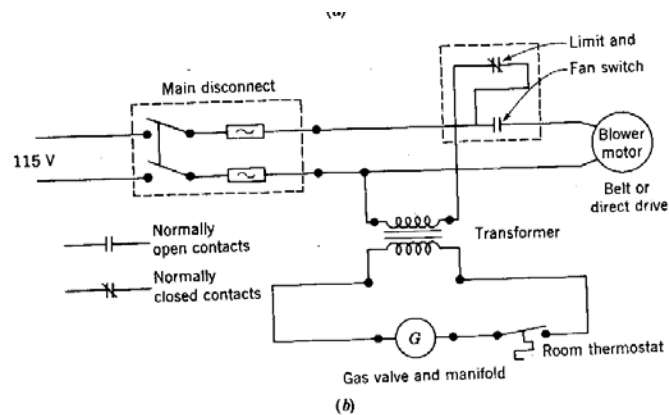 (a)
Limit and
Fan switch
Main disconnect
115 V
Blower
motor
Belt or
direct drive
Normally
open contacts
Transformer
Normally
closed contacts
G
Room thermostat
Gas valve and manifold
(b)